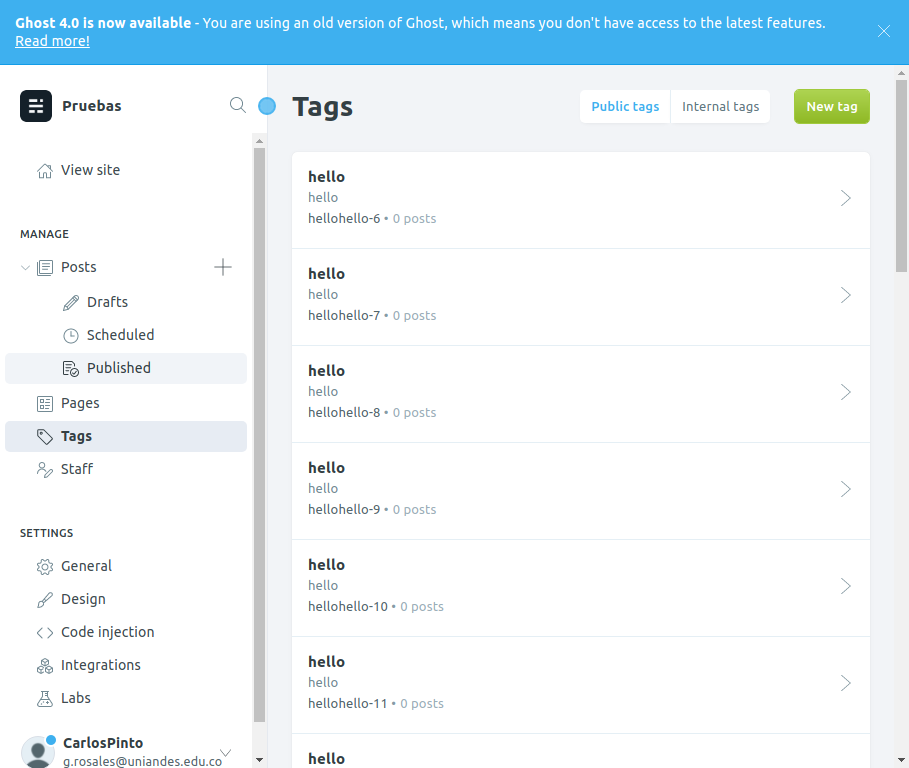 Ghost 4.0 is now available - You are using an old version of Ghost, which means you don't have access to the latest features.
Read more!
Pruebas
View site
MANAGE
Posts
Drafts
Scheduled
Published
Pages
Tags
Staff
SETTINGS
General
Design
Code injection
Integrations
Labs
CarlosPinto
g.rosales@uniandes.edu.co
Tags
Public tags
Internal tags
New tag
hello
hello
hellohello-6 • 0 posts
hello
hello
hellohello-7 • 0 posts
hello
hello
hellohello-8 • 0 posts
hello
hello
hellohello-9 • 0 posts
hello
hello
hellohello-10 • 0 posts
hello
hello
hellohello-11 • 0 posts
hello